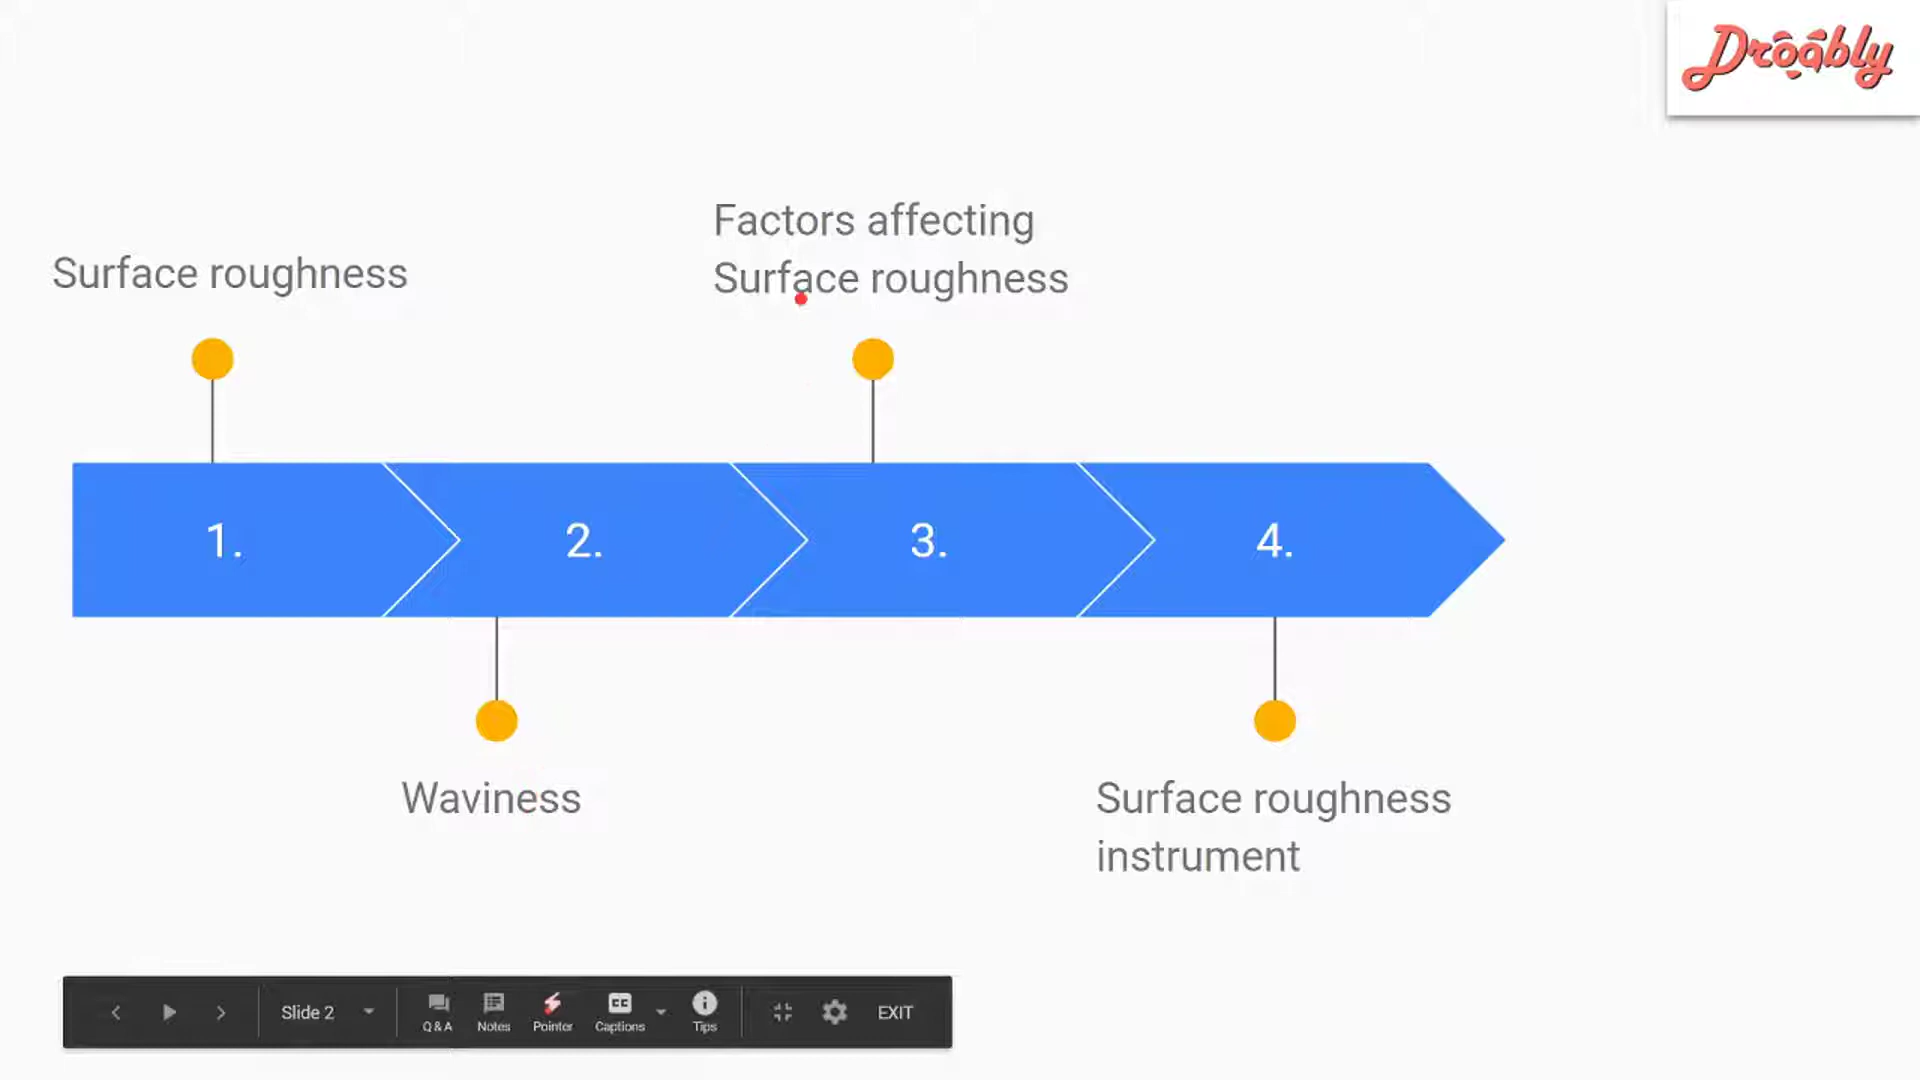 Droobly
Surface roughness
Factors affecting
Surface roughness
1.
2.
3.
4.
Waviness
Surface roughness
instrument
Slide 2
Q & A
Notes
Pointer
CC
Captions
Tips
EXIT